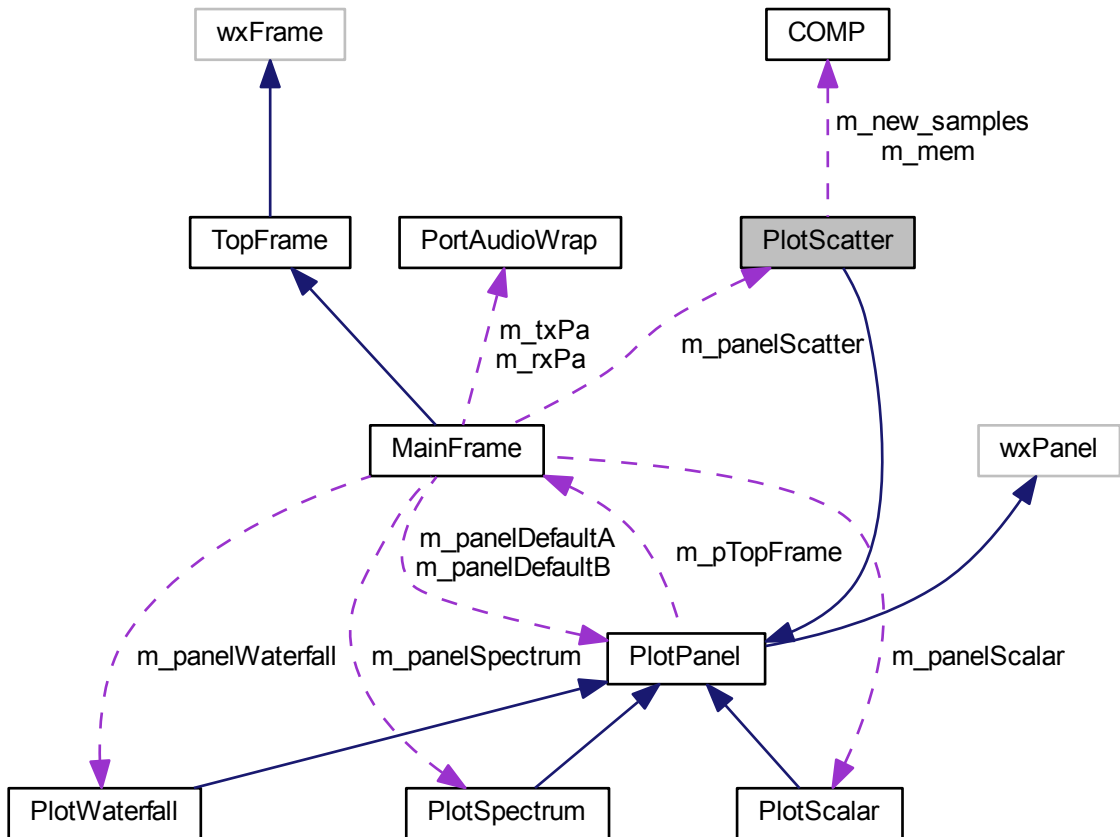 wxFrame
COMP
m_new_samples
m_mem
TopFrame
PortAudioWrap
PlotScatter
m_txPa
m_rxPa
m_panelScatter
MainFrame
wxPanel
m_panelDefaultA
m_panelDefaultB
m_pTopFrame
m_panelWaterfall
m_panelSpectrum
PlotPanel
m_panelScalar
PlotWaterfall
PlotSpectrum
PlotScalar